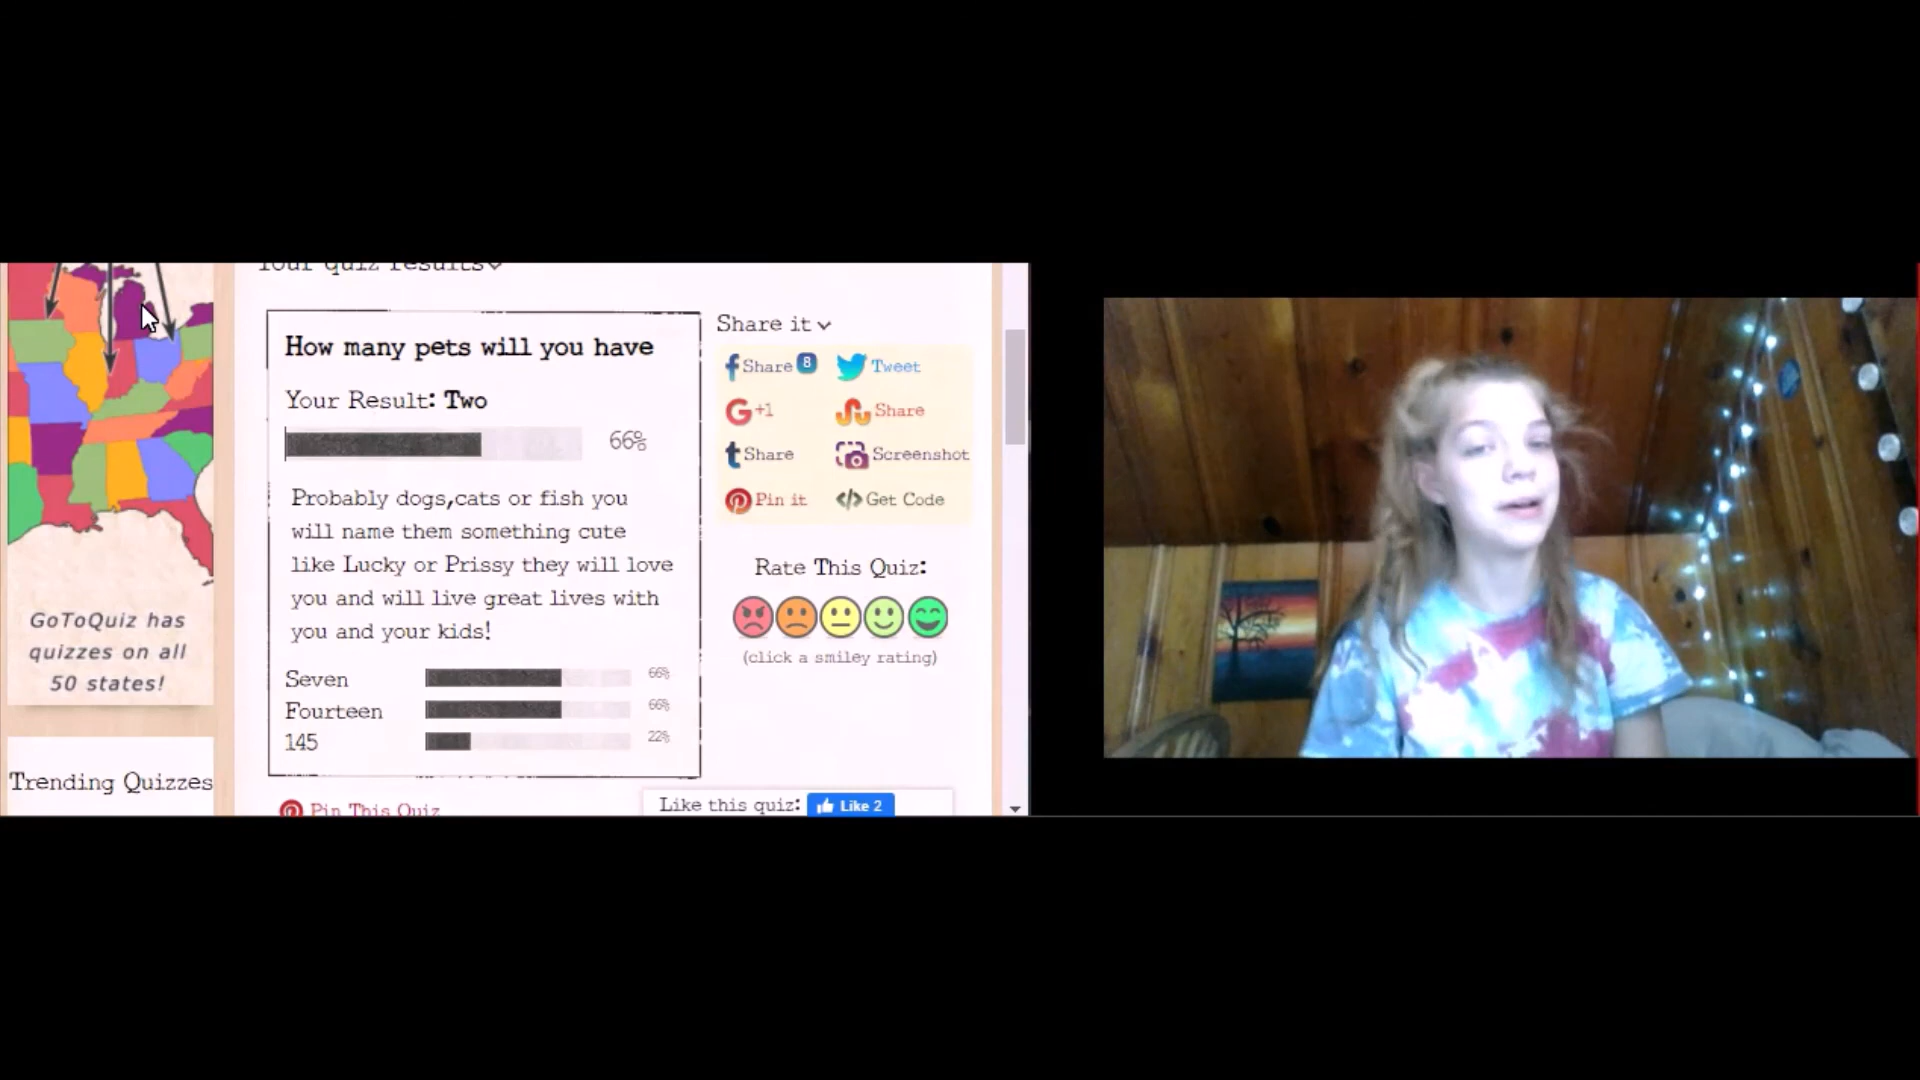 Your quiz results
How many pets will you have
Your Result: Two
66%
Probably dogs,cats or fish you
will name them something cute
like Lucky or Prissy they will love
you and will live great lives with
you and your kids!
Seven 66%
Fourteen 66%
145 22%
Pin This Quiz
Share it
Share 8 Tweet
G+1 Share
Share Screenshot
Pin it </> Get Code
Rate This Quiz:
(click a smiley rating)
Like this quiz: Like 2
GoToQuiz has
quizzes on all
50 states!
Trending Quizzes